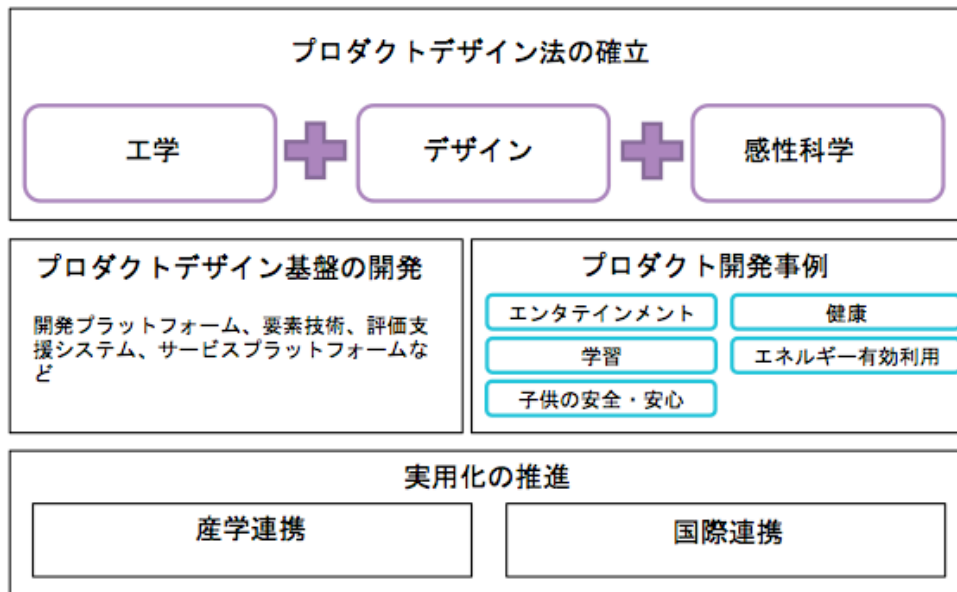 プロダクトデザイン法の確立
工学
デザイン
感性科学
プロダクトデザイン基盤の開発
開発プラットフォーム、要素技術、評価支
援システム、サービスプラットフォームな
ど
プロダクト開発事例
エンタテインメント
健康
学習
エネルギー有効利用
子供の安全・安心
実用化の推進
産学連携
国際連携